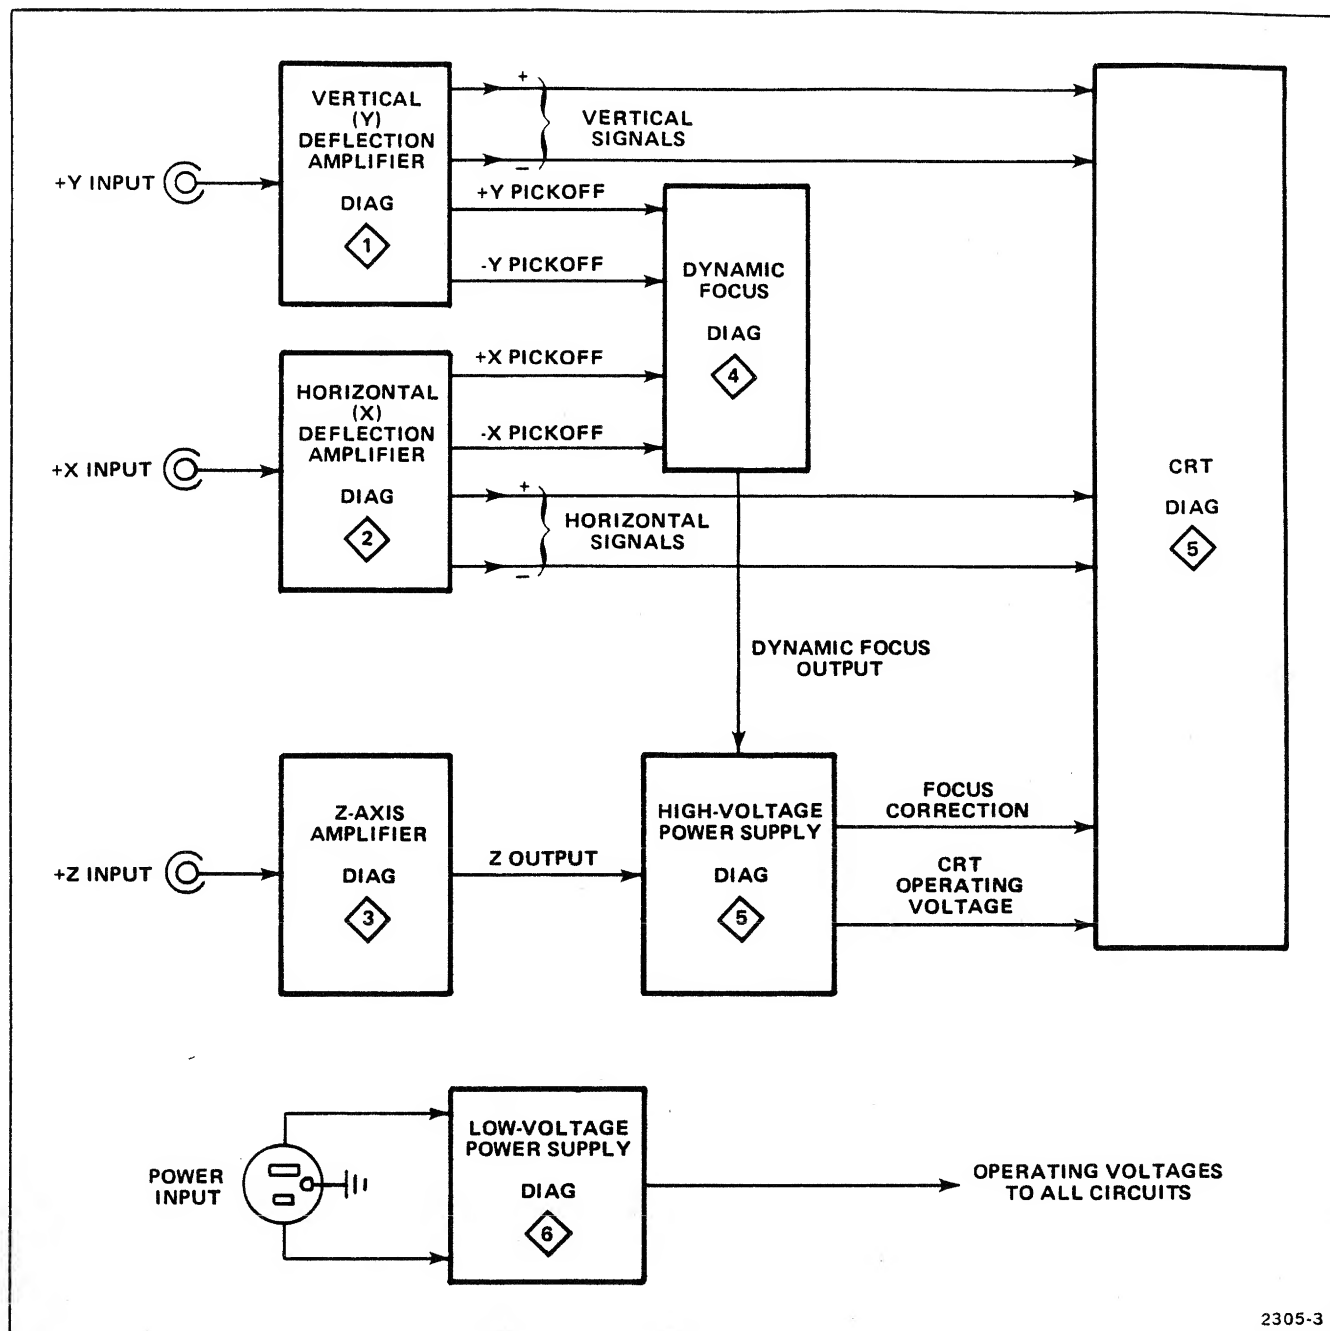 VERTICAL
(Y)
DEFLECTION
AMPLIFIER
DIAG
1
+Y INPUT
+
VERTICAL
SIGNALS
−
+Y PICKOFF
-Y PICKOFF
DYNAMIC
FOCUS
DIAG
4
HORIZONTAL
(X)
DEFLECTION
AMPLIFIER
DIAG
2
+X INPUT
+X PICKOFF
-X PICKOFF
+
HORIZONTAL
SIGNALS
−
CRT
DIAG
5
DYNAMIC FOCUS
OUTPUT
+Z INPUT
Z-AXIS
AMPLIFIER
DIAG
3
Z OUTPUT
HIGH-VOLTAGE
POWER SUPPLY
DIAG
5
FOCUS
CORRECTION
CRT
OPERATING
VOLTAGE
POWER
INPUT
LOW-VOLTAGE
POWER SUPPLY
DIAG
6
OPERATING VOLTAGES
TO ALL CIRCUITS
2305-3